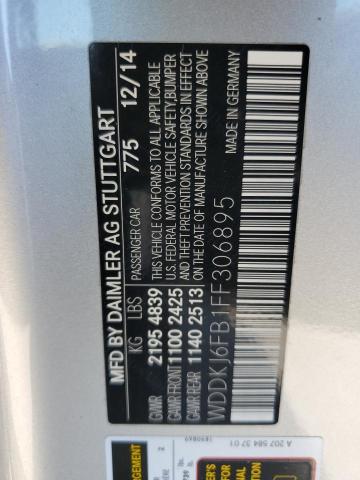 MFD BY DAIMLER AG STUTTGART
KG LBS PASSENGER CAR 775 12/14
GVWR 2195 4839 THIS VEHICLE CONFORMS TO ALL APPLICABLE
GAWR FRONT 1100 2425 U.S. FEDERAL MOTOR VEHICLE SAFETY, BUMPER
GAWR REAR 1140 2513 AND THEFT PREVENTION STANDARDS IN EFFECT
ON THE DATE OF MANUFACTURE SHOWN ABOVE
WDDKJ6FB1FF306895 MADE IN GERMANY
A 207 584 37 01